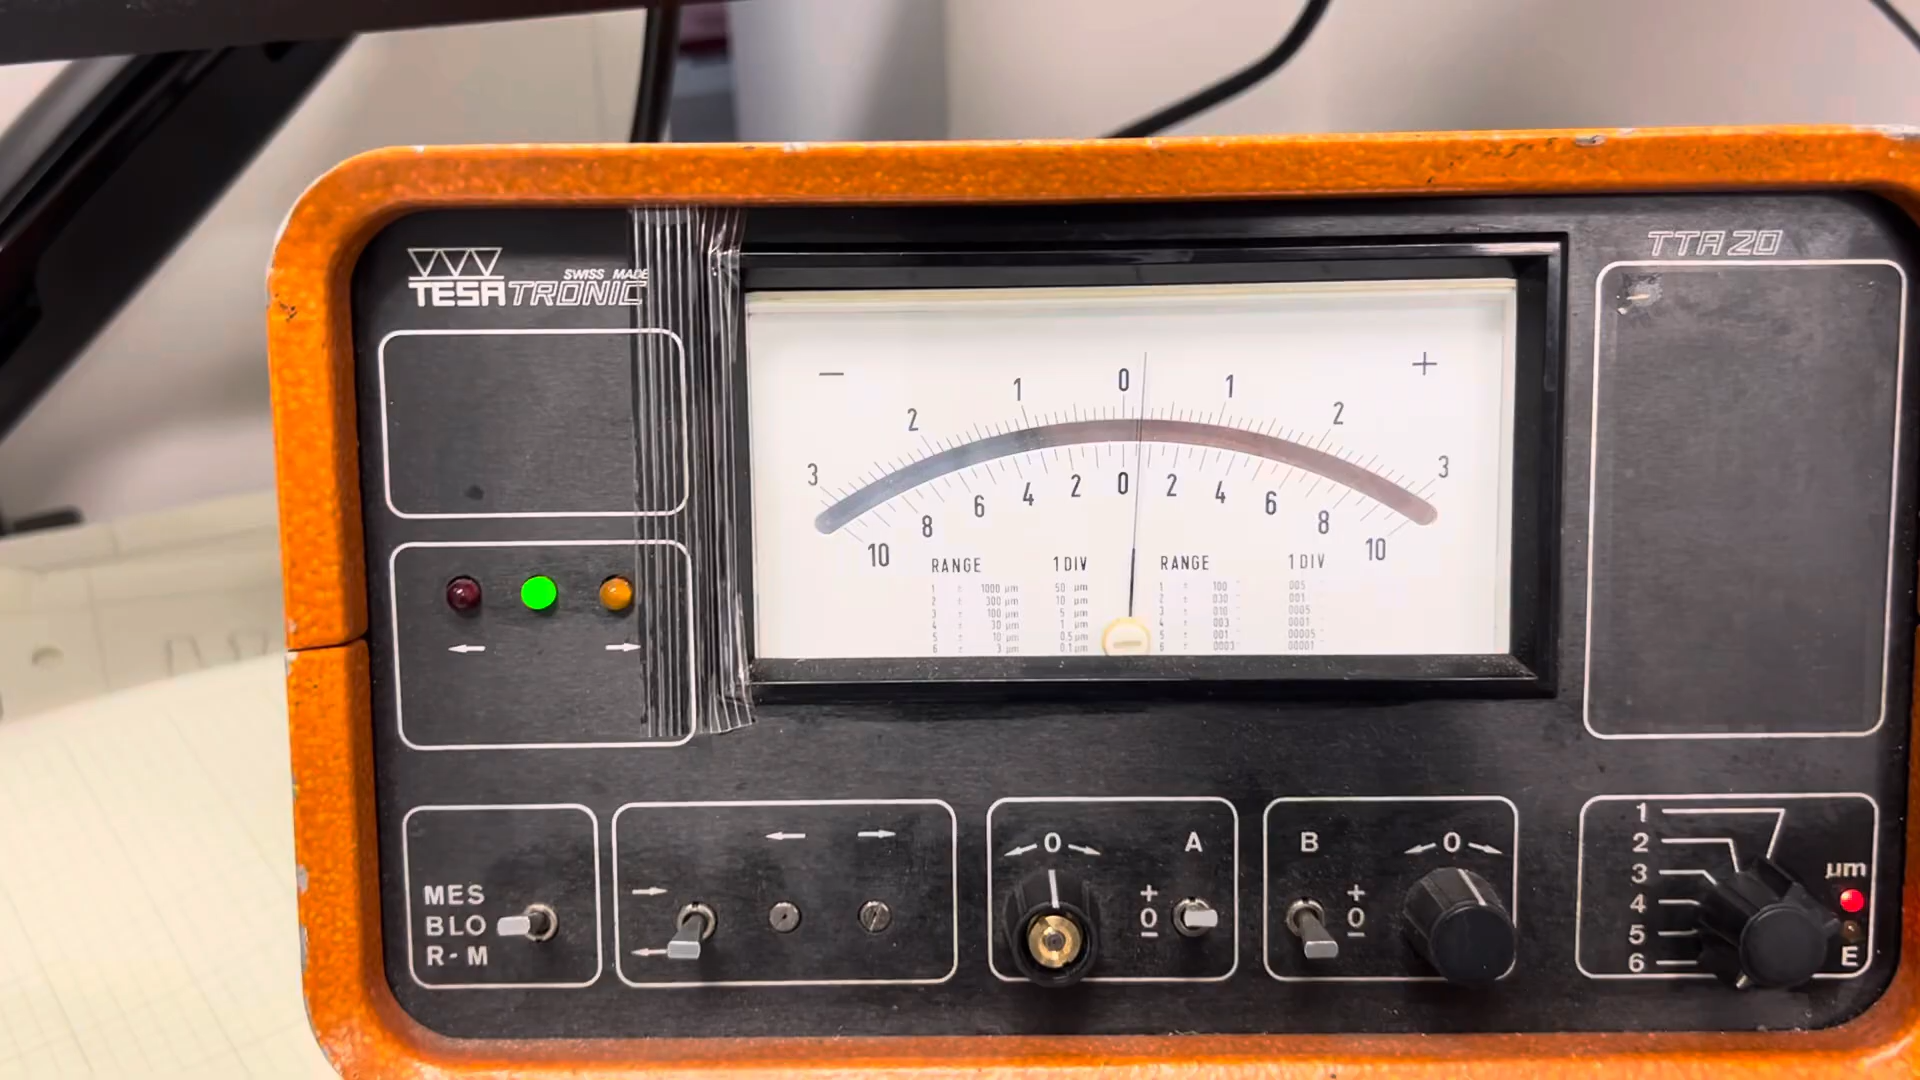 TTA 20
SWISS MADE
TESATRONIC
− +
3 2 1 0 1 2 3
10 8 6 4 2 0 2 4 6 8 10
RANGE 1 DIV RANGE 1 DIV
1 ± 1000 µm 50 µm 1 ± 100 005
2 ± 300 µm 10 µm 2 ± 030 001
3 ± 100 µm 5 µm 3 ± 010 0005
4 ± 30 µm 1 µm 4 ± 003 0001
5 ± 10 µm 0,5 µm 5 ± 001 00005
6 ± 3 µm 0,1 µm 6 ± 0003 00001
MES
BLO
R-M
0 A
+
0
−
B 0
+
0
−
1
2
3
4
5
6
µm
E